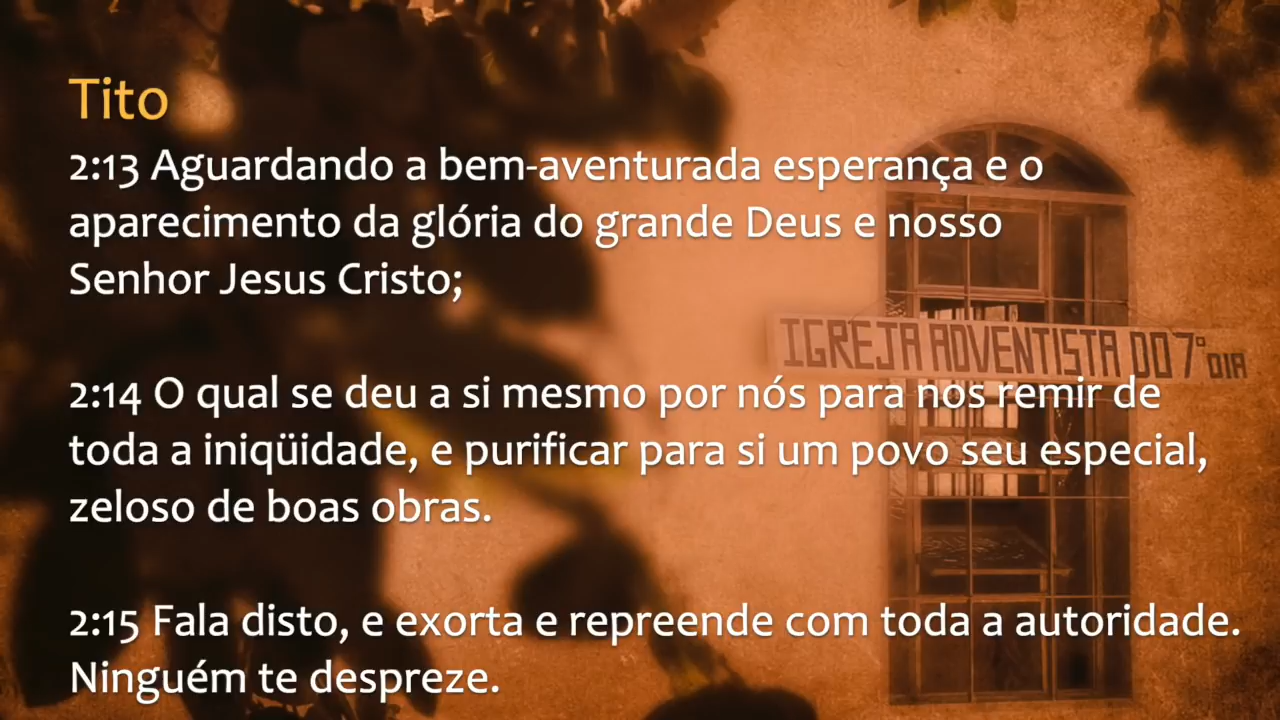 Tito
2:13 Aguardando a bem-aventurada esperança e o
aparecimento da glória do grande Deus e nosso
Senhor Jesus Cristo;
IGREJA ADVENTISTA DO 7° DIA
2:14 O qual se deu a si mesmo por nós para nos remir de
toda a iniqüidade, e purificar para si um povo seu especial,
zeloso de boas obras.
2:15 Fala disto, e exorta e repreende com toda a autoridade.
Ninguém te despreze.